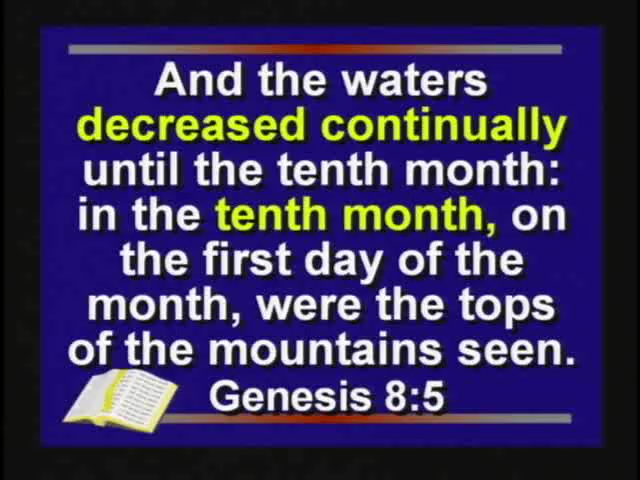 And the waters
decreased continually
until the tenth month:
in the tenth month, on
the first day of the
month, were the tops
of the mountains seen.
Genesis 8:5